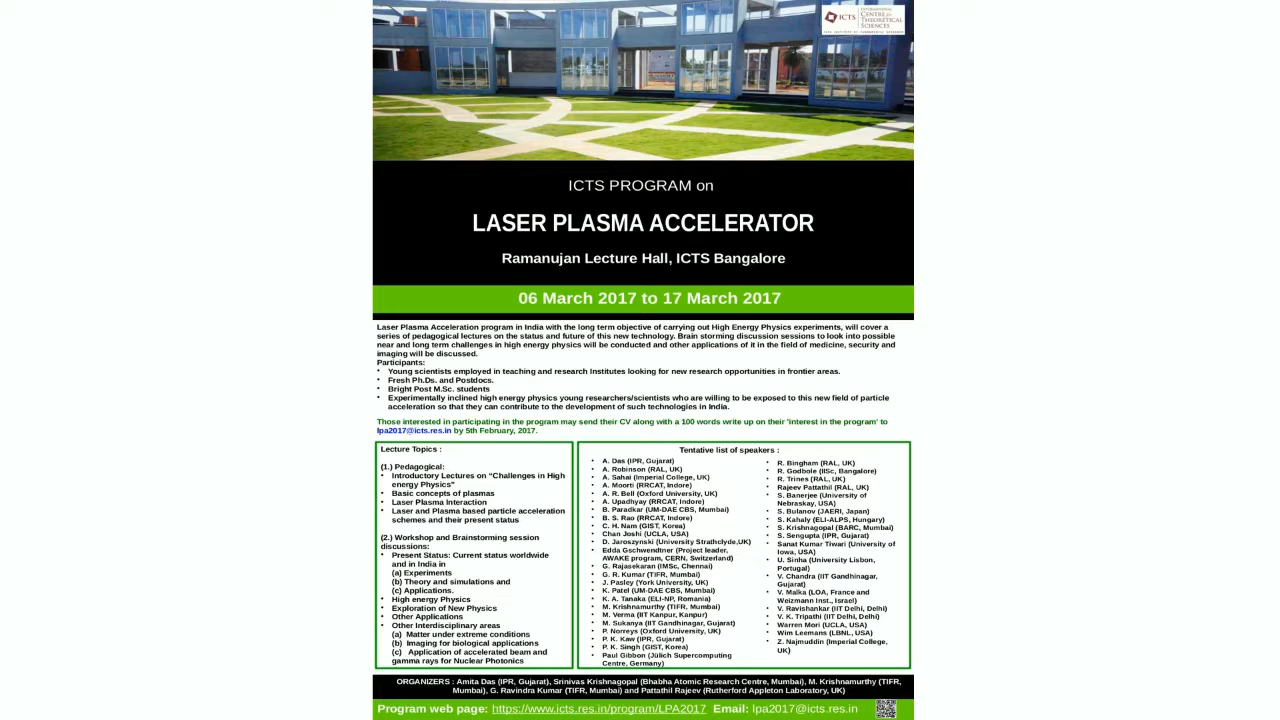 ICTS
INTERNATIONAL
CENTRE for
THEORETICAL
SCIENCES
TATA INSTITUTE OF FUNDAMENTAL RESEARCH
ICTS PROGRAM on
LASER PLASMA ACCELERATOR
Ramanujan Lecture Hall, ICTS Bangalore
06 March 2017 to 17 March 2017
Laser Plasma Acceleration program in India with the long term objective of carrying out High Energy Physics experiments, will cover a
series of pedagogical lectures on the status and future of this new technology. Brain storming discussion sessions to look into possible
near and long term challenges in high energy physics will be conducted and other applications of it in the field of medicine, security and
imaging will be discussed.
Participants:
• Young scientists employed in teaching and research Institutes looking for new research opportunities in frontier areas.
• Fresh Ph.Ds. and Postdocs.
• Bright Post M.Sc. students
• Experimentally inclined high energy physics young researchers/scientists who are willing to be exposed to this new field of particle
acceleration so that they can contribute to the development of such technologies in India.
Those interested in participating in the program may send their CV along with a 100 words write up on their 'interest in the program' to
lpa2017@icts.res.in by 5th February, 2017.
Lecture Topics :
(1.) Pedagogical:
• Introductory Lectures on "Challenges in High
energy Physics"
• Basic concepts of plasmas
• Laser Plasma Interaction
• Laser and Plasma based particle acceleration
schemes and their present status
(2.) Workshop and Brainstorming session
discussions:
• Present Status: Current status worldwide
and in India in
(a) Experiments
(b) Theory and simulations and
(c) Applications.
• High energy Physics
• Exploration of New Physics
• Other Applications
• Other Interdisciplinary areas
(a) Matter under extreme conditions
(b) Imaging for biological applications
(c) Application of accelerated beam and
gamma rays for Nuclear Photonics
Tentative list of speakers :
• A. Das (IPR, Gujarat)
• A. Robinson (RAL, UK)
• A. Sahai (Imperial College, UK)
• A. Moorti (RRCAT, Indore)
• A. R. Bell (Oxford University, UK)
• A. Upadhyay (RRCAT, Indore)
• B. Paradkar (UM-DAE CBS, Mumbai)
• B. S. Rao (RRCAT, Indore)
• C. H. Nam (GIST, Korea)
• Chan Joshi (UCLA, USA)
• D. Jaroszynski (University Strathclyde,UK)
• Edda Gschwendtner (Project leader,
AWAKE program, CERN, Switzerland)
• G. Rajasekaran (IMSc, Chennai)
• G. R. Kumar (TIFR, Mumbai)
• J. Pasley (York University, UK)
• K. Patel (UM-DAE CBS, Mumbai)
• K. A. Tanaka (ELI-NP, Romania)
• M. Krishnamurthy (TIFR, Mumbai)
• M. Verma (IIT Kanpur, Kanpur)
• M. Sukanya (IIT Gandhinagar, Gujarat)
• P. Norreys (Oxford University, UK)
• P. K. Kaw (IPR, Gujarat)
• P. K. Singh (GIST, Korea)
• Paul Gibbon (Jülich Supercomputing
Centre, Germany)
• R. Bingham (RAL, UK)
• R. Godbole (IISc, Bangalore)
• R. Trines (RAL, UK)
• Rajeev Pattathil (RAL, UK)
• S. Banerjee (University of
Nebraskay, USA)
• S. Bulanov (JAERI, Japan)
• S. Kahaly (ELI-ALPS, Hungary)
• S. Krishnagopal (BARC, Mumbai)
• S. Sengupta (IPR, Gujarat)
• Sanat Kumar Tiwari (University of
Iowa, USA)
• U. Sinha (University Lisbon,
Portugal)
• V. Chandra (IIT Gandhinagar,
Gujarat)
• V. Malka (LOA, France and
Weizmann Inst., Israel)
• V. Ravishankar (IIT Delhi, Delhi)
• V. K. Tripathi (IIT Delhi, Delhi)
• Warren Mori (UCLA, USA)
• Wim Leemans (LBNL, USA)
• Z. Najmuddin (Imperial College,
UK)
ORGANIZERS : Amita Das (IPR, Gujarat), Srinivas Krishnagopal (Bhabha Atomic Research Centre, Mumbai), M. Krishnamurthy (TIFR,
Mumbai), G. Ravindra Kumar (TIFR, Mumbai) and Pattathil Rajeev (Rutherford Appleton Laboratory, UK)
Program web page: https://www.icts.res.in/program/LPA2017 Email: lpa2017@icts.res.in